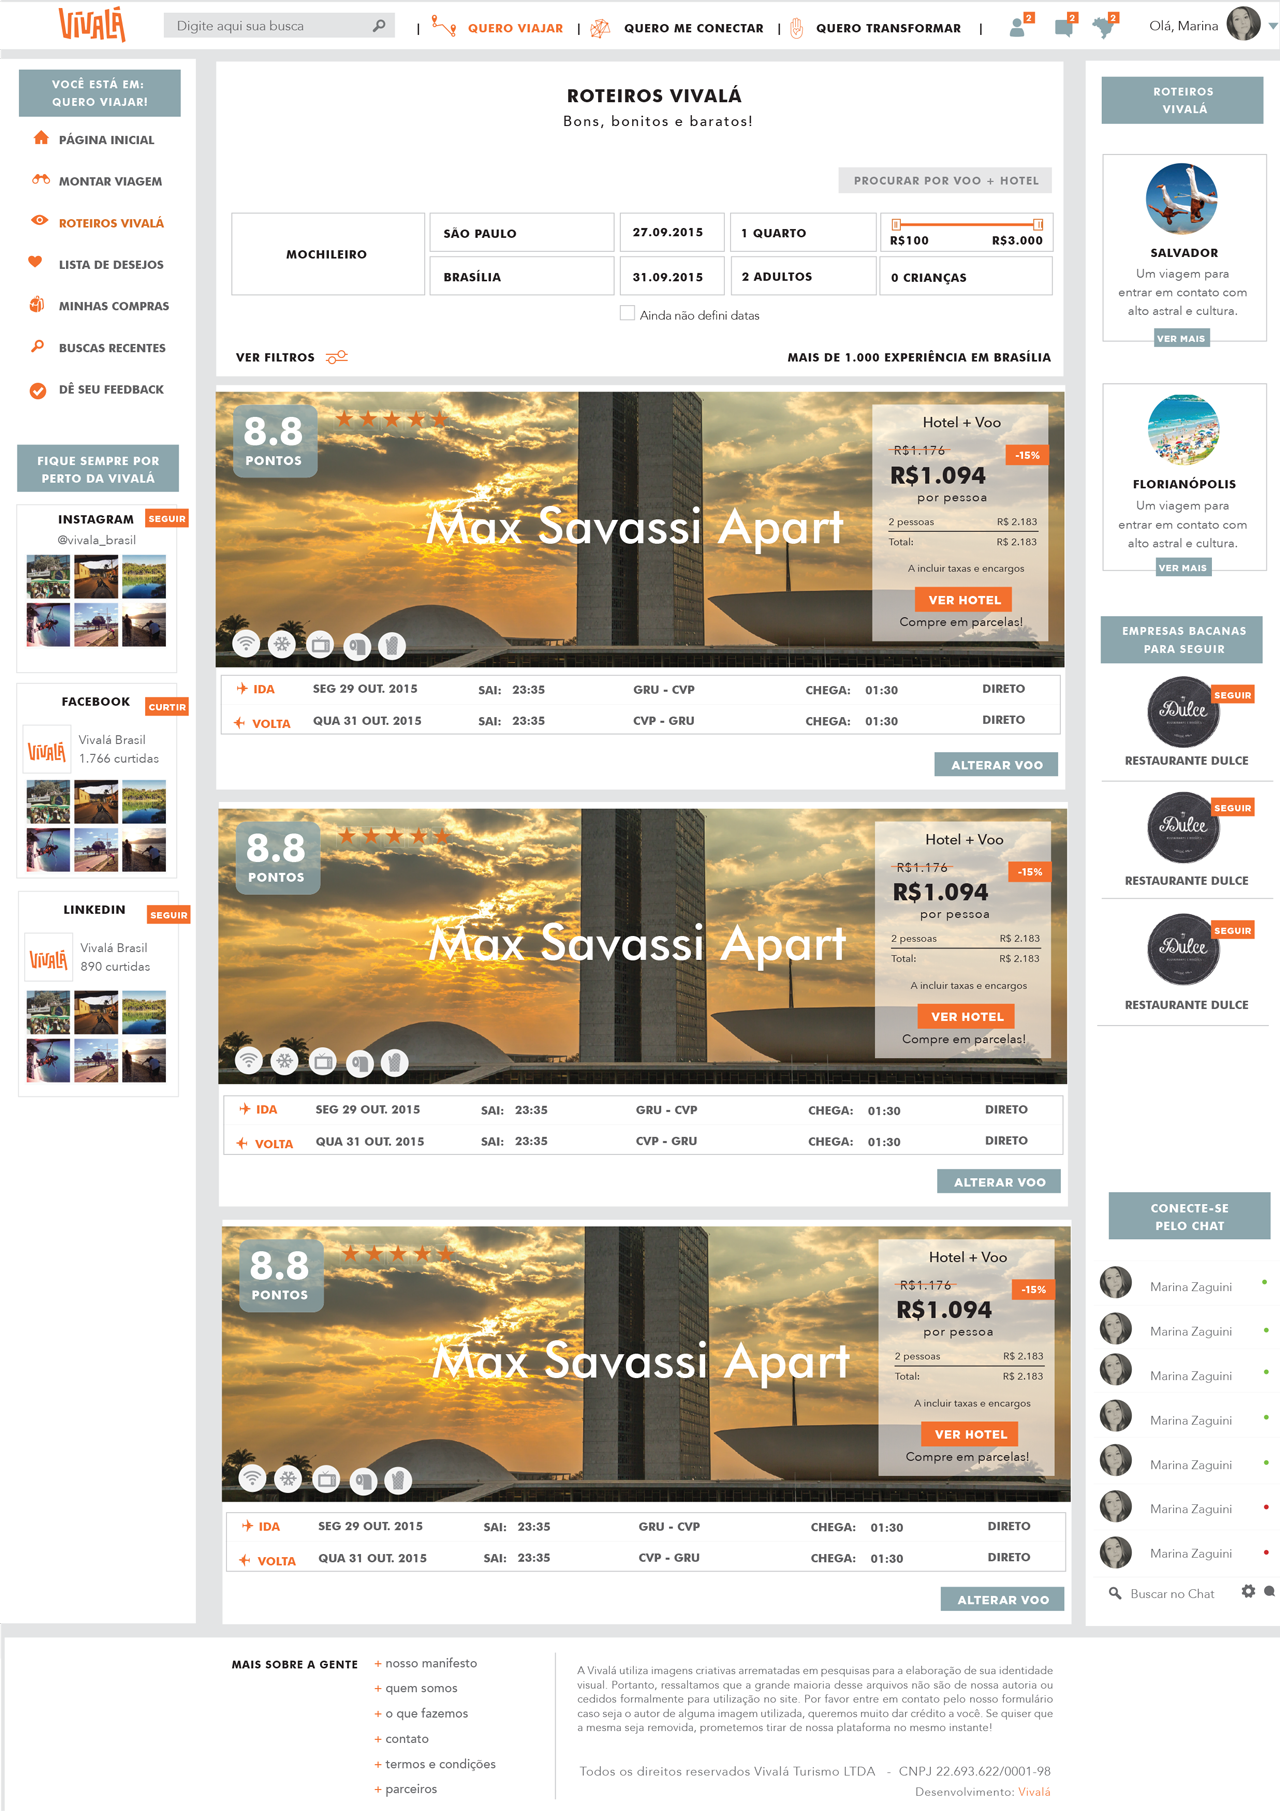 VIVALÁ
Digite aqui sua busca
| QUERO VIAJAR | QUERO ME CONECTAR | QUERO TRANSFORMAR |
2 2 2
Olá, Marina
VOCÊ ESTÁ EM:
QUERO VIAJAR!
PÁGINA INICIAL
MONTAR VIAGEM
ROTEIROS VIVALÁ
LISTA DE DESEJOS
MINHAS COMPRAS
BUSCAS RECENTES
DÊ SEU FEEDBACK
FIQUE SEMPRE POR
PERTO DA VIVALÁ
INSTAGRAM SEGUIR
@vivala_brasil
FACEBOOK CURTIR
VIVALÁ
Vivalá Brasil
1.766 curtidas
LINKEDIN SEGUIR
VIVALÁ
Vivalá Brasil
890 curtidas
ROTEIROS VIVALÁ
Bons, bonitos e baratos!
PROCURAR POR VOO + HOTEL
MOCHILEIRO
SÃO PAULO 27.09.2015 1 QUARTO
R$100 R$3.000
BRASÍLIA 31.09.2015 2 ADULTOS 0 CRIANÇAS
Ainda não defini datas
VER FILTROS
MAIS DE 1.000 EXPERIÊNCIA EM BRASÍLIA
8.8
PONTOS
Max Savassi Apart
Hotel + Voo
R$1.176 -15%
R$1.094
por pessoa
2 pessoas R$ 2.183
Total: R$ 2.183
A incluir taxas e encargos
VER HOTEL
Compre em parcelas!
IDA SEG 29 OUT. 2015 SAI: 23:35 GRU - CVP CHEGA: 01:30 DIRETO
VOLTA QUA 31 OUT. 2015 SAI: 23:35 CVP - GRU CHEGA: 01:30 DIRETO
ALTERAR VOO
8.8
PONTOS
Max Savassi Apart
Hotel + Voo
R$1.176 -15%
R$1.094
por pessoa
2 pessoas R$ 2.183
Total: R$ 2.183
A incluir taxas e encargos
VER HOTEL
Compre em parcelas!
IDA SEG 29 OUT. 2015 SAI: 23:35 GRU - CVP CHEGA: 01:30 DIRETO
VOLTA QUA 31 OUT. 2015 SAI: 23:35 CVP - GRU CHEGA: 01:30 DIRETO
ALTERAR VOO
8.8
PONTOS
Max Savassi Apart
Hotel + Voo
R$1.176 -15%
R$1.094
por pessoa
2 pessoas R$ 2.183
Total: R$ 2.183
A incluir taxas e encargos
VER HOTEL
Compre em parcelas!
IDA SEG 29 OUT. 2015 SAI: 23:35 GRU - CVP CHEGA: 01:30 DIRETO
VOLTA QUA 31 OUT. 2015 SAI: 23:35 CVP - GRU CHEGA: 01:30 DIRETO
ALTERAR VOO
ROTEIROS
VIVALÁ
SALVADOR
Um viagem para
entrar em contato com
alto astral e cultura.
VER MAIS
FLORIANÓPOLIS
Um viagem para
entrar em contato com
alto astral e cultura.
VER MAIS
EMPRESAS BACANAS
PARA SEGUIR
Dulce
SEGUIR
RESTAURANTE DULCE
Dulce
SEGUIR
RESTAURANTE DULCE
Dulce
SEGUIR
RESTAURANTE DULCE
CONECTE-SE
PELO CHAT
Marina Zaguini
Marina Zaguini
Marina Zaguini
Marina Zaguini
Marina Zaguini
Marina Zaguini
Marina Zaguini
Buscar no Chat
MAIS SOBRE A GENTE
+ nosso manifesto
+ quem somos
+ o que fazemos
+ contato
+ termos e condições
+ parceiros
A Vivalá utiliza imagens criativas arrematadas em pesquisas para a elaboração de sua identidade
visual. Portanto, ressaltamos que a grande maioria desse arquivos não são de nossa autoria ou
cedidos formalmente para utilização no site. Por favor entre em contato pelo nosso formulário
caso seja o autor de alguma imagem utilizada, queremos muito dar crédito a você. Se quiser que
a mesma seja removida, prometemos tirar de nossa plataforma no mesmo instante!
Todos os direitos reservados Vivalá Turismo LTDA - CNPJ 22.693.622/0001-98
Desenvolvimento: Vivalá